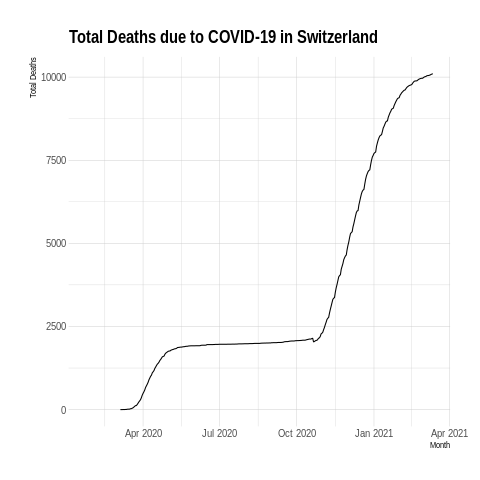 Total Deaths due to COVID-19 in Switzerland
Total Deaths
10000
7500
5000
2500
0
Apr 2020 Jul 2020 Oct 2020 Jan 2021 Apr 2021
Month